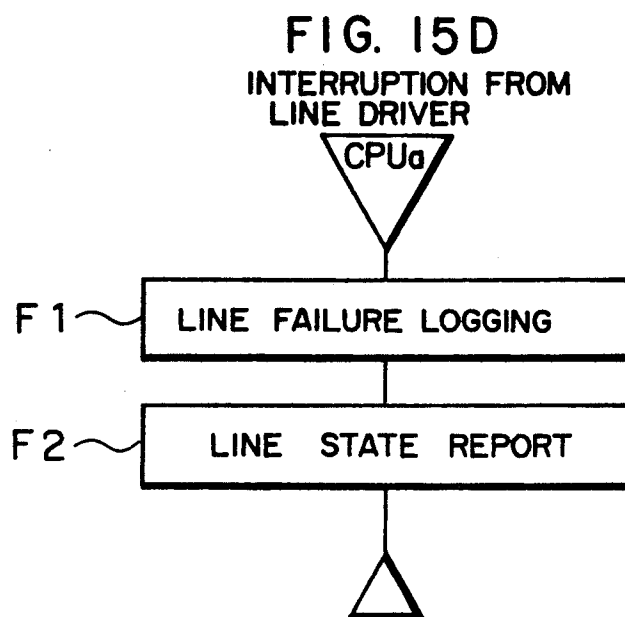 FIG. 15D
INTERRUPTION FROM
LINE DRIVER
CPUa
F1
LINE FAILURE LOGGING
F2
LINE STATE REPORT